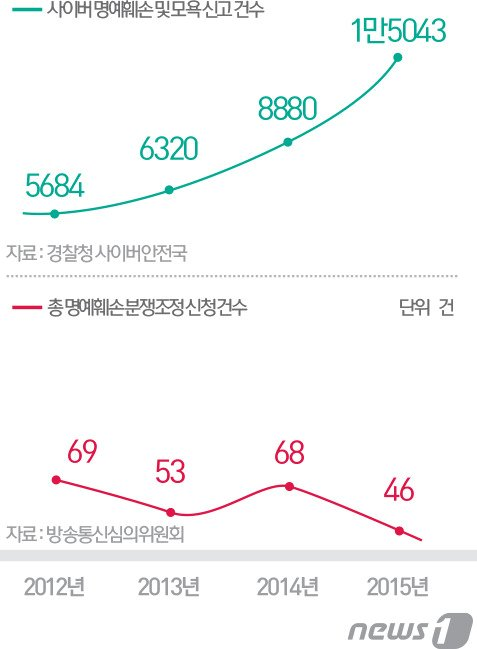 사이버 명예훼손 및 모욕 신고 건수
1만5043
8880
6320
5684
자료 : 경찰청 사이버안전국
총 명예훼손 분쟁조정 신청 건수 단위 건
69
53
68
46
자료 : 방송통신심의위원회
2012년 2013년 2014년 2015년
news1